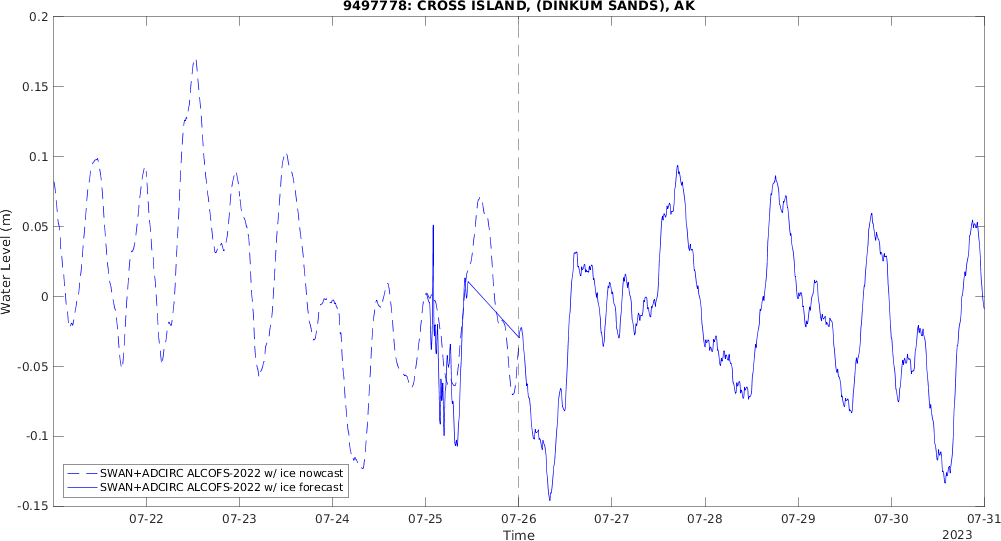 9497778: CROSS ISLAND, (DINKUM SANDS), AK
0.2
0.15
0.1
0.05
0
-0.05
-0.1
-0.15
Water Level (m)
SWAN+ADCIRC ALCOFS-2022 w/ ice nowcast
SWAN+ADCIRC ALCOFS-2022 w/ ice forecast
07-22 07-23 07-24 07-25 07-26 07-27 07-28 07-29 07-30 07-31
Time
2023